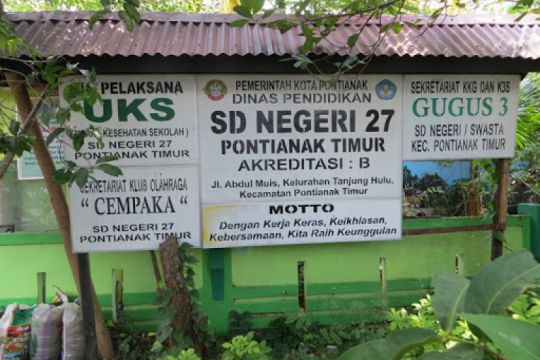 PELAKSANA
UKS
KESEHATAN SEKOLAH )
SD NEGERI 27
PONTIANAK TIMUR
SEKRETARIAT KLUB OLAHRAGA
" CEMPAKA "
SD NEGERI 27
PONTIANAK TIMUR
PEMERINTAH KOTA PONTIANAK
DINAS PENDIDIKAN
SD NEGERI 27
PONTIANAK TIMUR
AKREDITASI : B
Jl. Abdul Muis, Kelurahan Tanjung Hulu,
Kecamatan Pontianak Timur
MOTTO
Dengan Kerja Keras, Keikhlasan,
Kebersamaan, Kita Raih Keunggulan
SEKRETARIAT KKG DAN K3S
GUGUS 3
SD NEGERI / SWASTA
KEC. PONTIANAK TIMUR